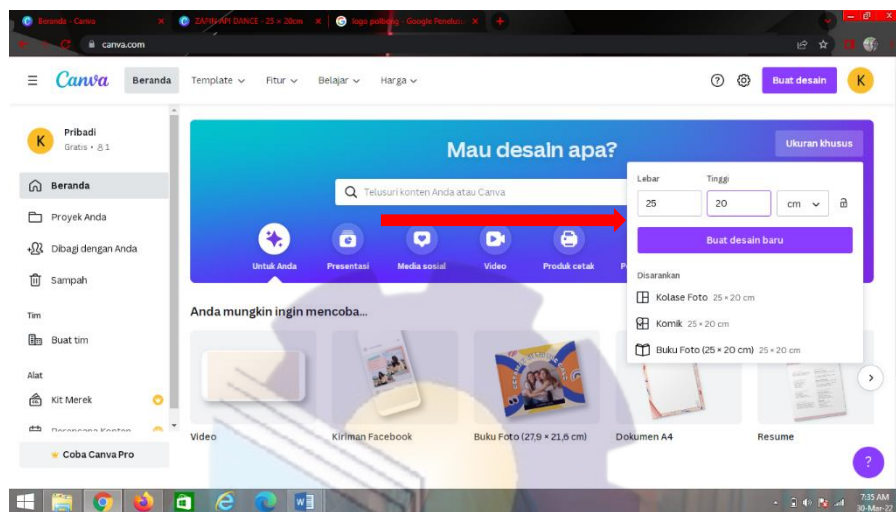 Beranda - Canva
ZAPIN API DANCE - 25 × 20cm
logo polbeng - Google Penelusu
canva.com
Canva Beranda Template Fitur Belajar Harga Buat desain K
K Pribadi
Gratis • 1
Beranda
Proyek Anda
Dibagi dengan Anda
Sampah
Tim
Buat tim
Alat
Kit Merek
Perencana Konten
Coba Canva Pro
Mau desain apa?
Ukuran khusus
Telusuri konten Anda atau Canva
Untuk Anda Presentasi Media sosial Video Produk cetak
Lebar Tinggi
25 20 cm
Buat desain baru
Disarankan
Kolase Foto 25 × 20 cm
Komik 25 × 20 cm
Buku Foto (25 × 20 cm) 25 × 20 cm
Anda mungkin ingin mencoba...
Video Kiriman Facebook Buku Foto (27,9 × 21,6 cm) Dokumen A4 Resume
?
7:35 AM
30-Mar-22